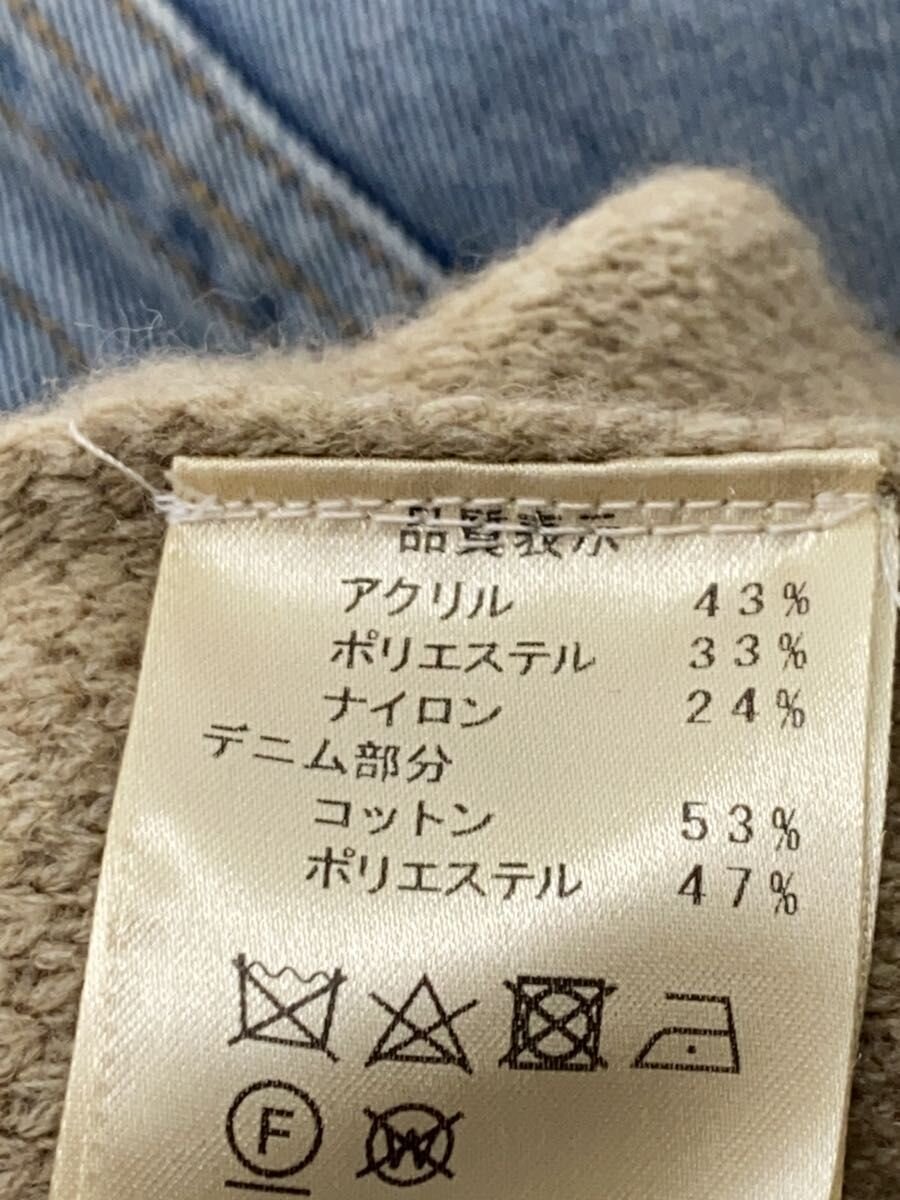 品質表示
アクリル 43%
ポリエステル 33%
ナイロン 24%
デニム部分
コットン 53%
ポリエステル 47%
F W